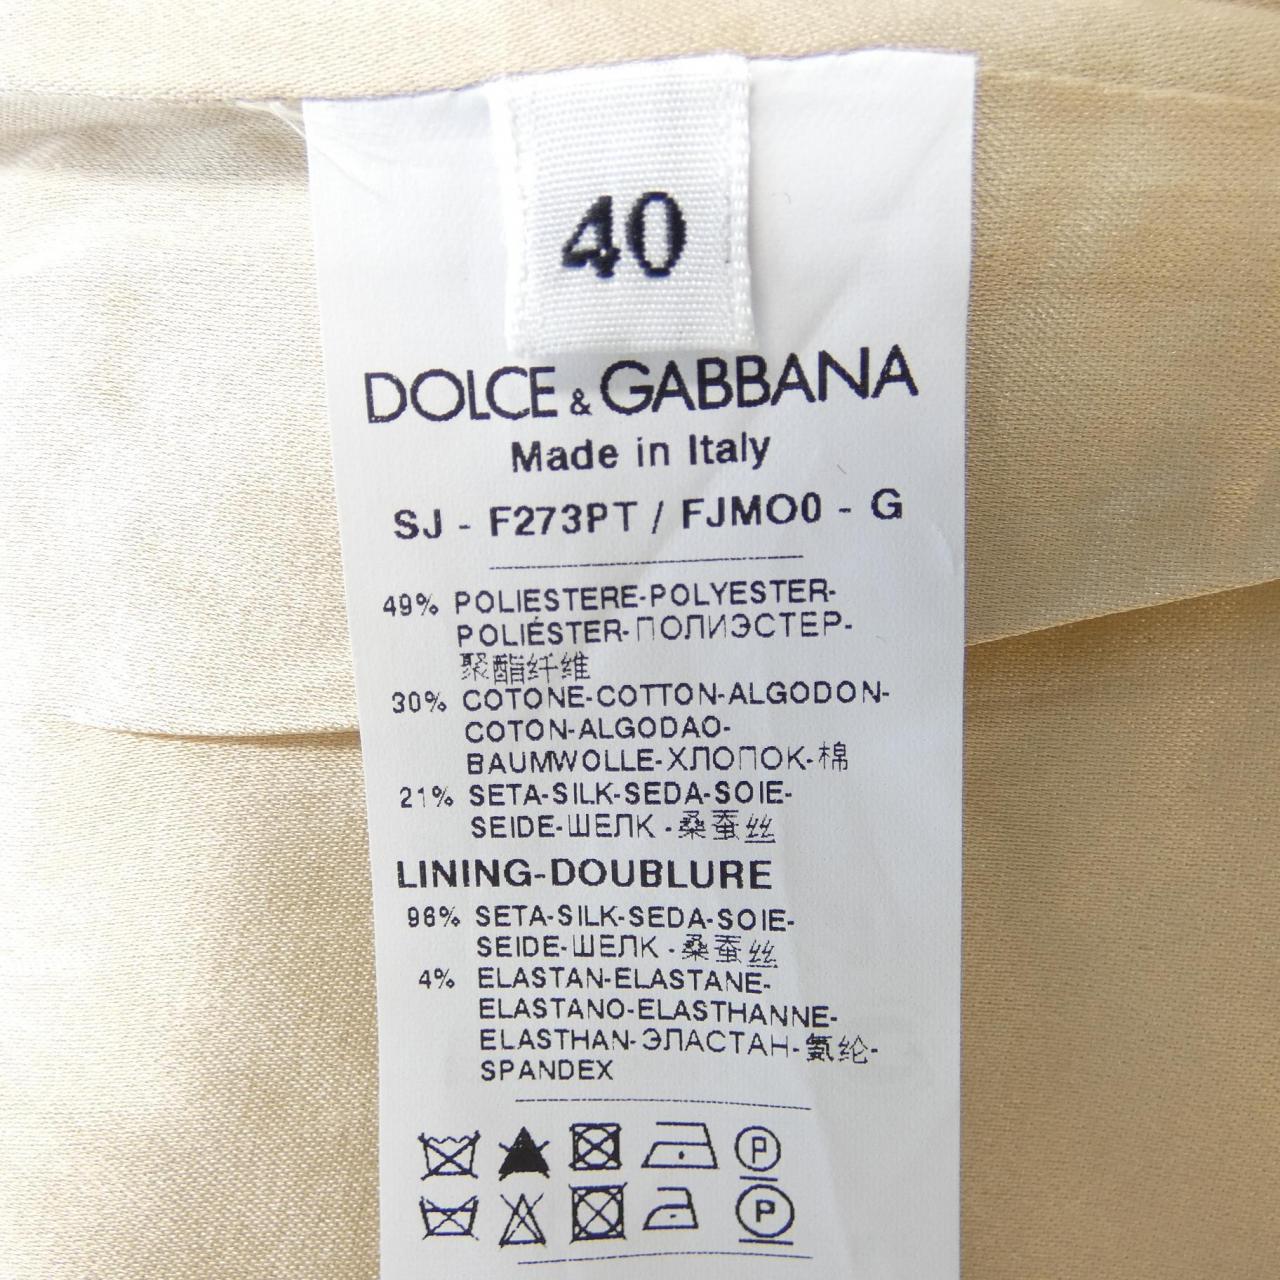 40
DOLCE & GABBANA
Made in Italy
SJ - F273PT / FJMO0 - G
49% POLIESTERE-POLYESTER-
POLIÉSTER-ПОЛИЭСТЕР-
聚酯纤维
30% COTONE-COTTON-ALGODON-
COTON-ALGODAO-
BAUMWOLLE-ХЛОПОК-棉
21% SETA-SILK-SEDA-SOIE-
SEIDE-ШЕЛК-桑蚕丝
LINING-DOUBLURE
96% SETA-SILK-SEDA-SOIE-
SEIDE-ШЕЛК-桑蚕丝
4% ELASTAN-ELASTANE-
ELASTANO-ELASTHANNE-
ELASTHAN-ЭЛАСТАН-氨纶-
SPANDEX
P
P